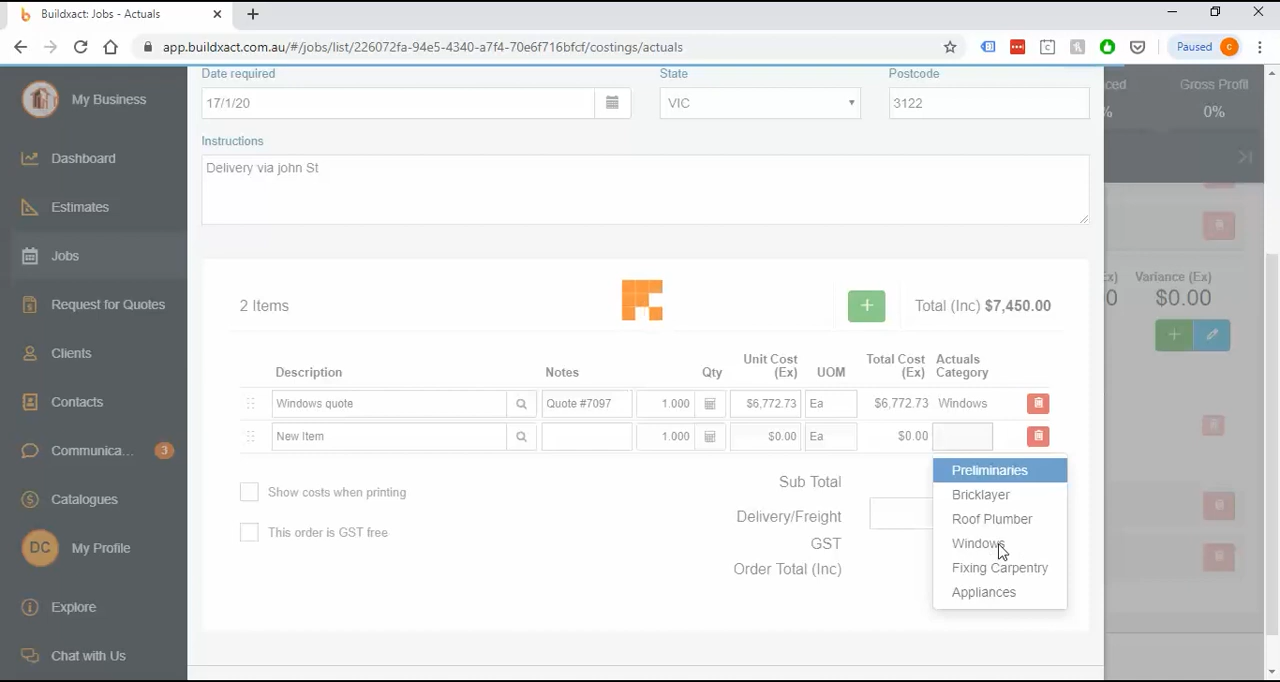 Buildxact: Jobs - Actuals
app.buildxact.com.au/#/jobs/list/226072fa-94e5-4340-a7f4-70e6f716bfcf/costings/actuals
Paused c
My Business
Dashboard
Estimates
Jobs
Request for Quotes
Clients
Contacts
Communica... 3
Catalogues
DC My Profile
Explore
Chat with Us
Date required State Postcode
17/1/20 VIC 3122
Instructions
Delivery via john St
2 Items + Total (Inc) $7,450.00
Description Notes Qty Unit Cost (Ex) UOM Total Cost (Ex) Actuals Category
Windows quote Quote #7097 1.000 $6,772.73 Ea $6,772.73 Windows
New Item 1.000 $0.00 Ea $0.00
Preliminaries
Bricklayer
Roof Plumber
Windows
Fixing Carpentry
Appliances
Show costs when printing
This order is GST free
Sub Total
Delivery/Freight
GST
Order Total (Inc)
Gross Profit
% 0%
Variance (Ex)
0 $0.00